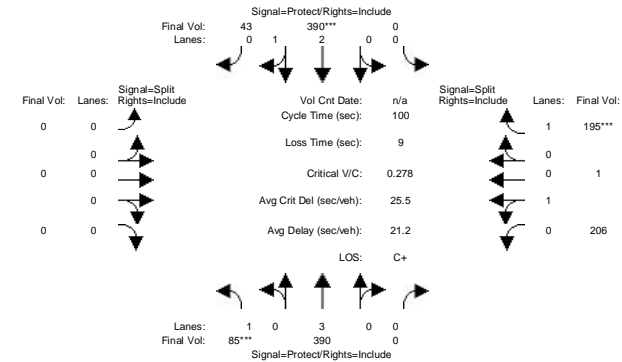 Signal=Protect/Rights=Include
Final Vol: 43 390*** 0
Lanes: 0 1 2 0 0
Signal=Split
Final Vol: Lanes: Rights=Include
Vol Cnt Date: n/a
Signal=Split
Rights=Include Lanes: Final Vol:
Cycle Time (sec): 100
0 0
1 195***
Loss Time (sec): 9
0
0
0 0
Critical V/C: 0.278
0 1
0
Avg Crit Del (sec/veh): 25.5
1
0 0
Avg Delay (sec/veh): 21.2
0 206
LOS: C+
Lanes: 1 0 3 0 0
Final Vol: 85*** 390 0
Signal=Protect/Rights=Include